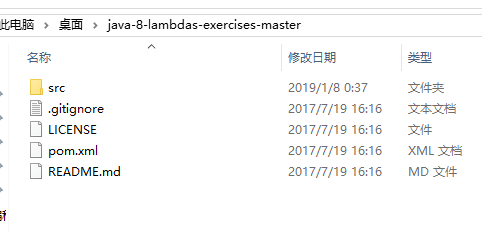 此电脑 > 桌面 > java-8-lambdas-exercises-master
名称 修改日期 类型
src 2019/1/8 0:37 文件夹
.gitignore 2017/7/19 16:16 文本文档
LICENSE 2017/7/19 16:16 文件
pom.xml 2017/7/19 16:16 XML 文档
README.md 2017/7/19 16:16 MD 文件